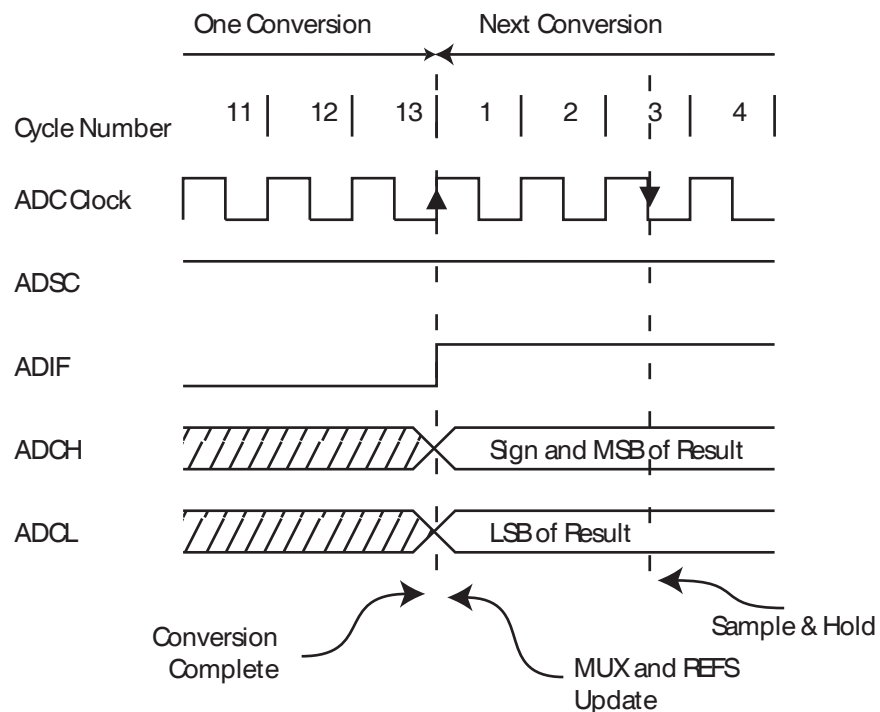 One Conversion Next Conversion
Cycle Number 11 12 13 1 2 3 4
ADC Clock
ADSC
ADIF
ADCH Sign and MSB of Result
ADCL LSB of Result
Conversion
Complete
MUX and REFS
Update
Sample & Hold